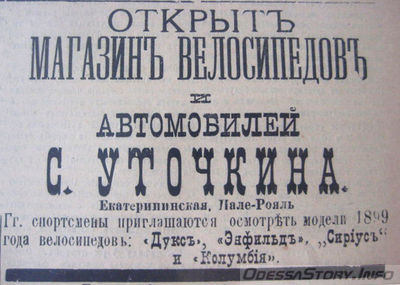 ОТКРЫТЪ
МАГАЗИНЪ ВЕЛОСИПЕДОВЪ
И
АВТОМОБИЛЕЙ
С. УТОЧКИНА.
Екатерининская, Пале-Рояль
Гг. спортсмены приглашаются осмотрѣть модели 1899
года велосипедовъ: «Дуксъ», «Энфильдъ», „Сиріусъ“
и «Колумбія».
OdessaStory.Info